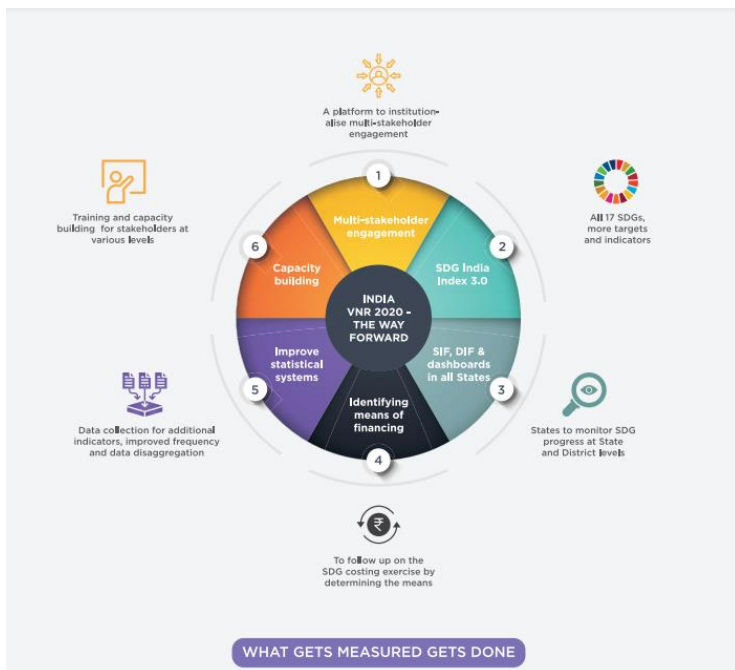 A platform to institution-
alise multi-stakeholder
engagement
1
Multi-stakeholder
engagement
All 17 SDGs,
more targets
and indicators
2
SDG India
Index 3.0
States to monitor SDG
progress at State
and District levels
3
SIF, DIF &
dashboards
in all States
To follow up on the
SDG costing exercise by
determining the means
4
Identifying
means of
financing
Data collection for additional
indicators, improved frequency
and data disaggregation
5
Improve
statistical
systems
Training and capacity
building for stakeholders at
various levels
6
Capacity
building
INDIA
VNR 2020 -
THE WAY
FORWARD
₹
WHAT GETS MEASURED GETS DONE